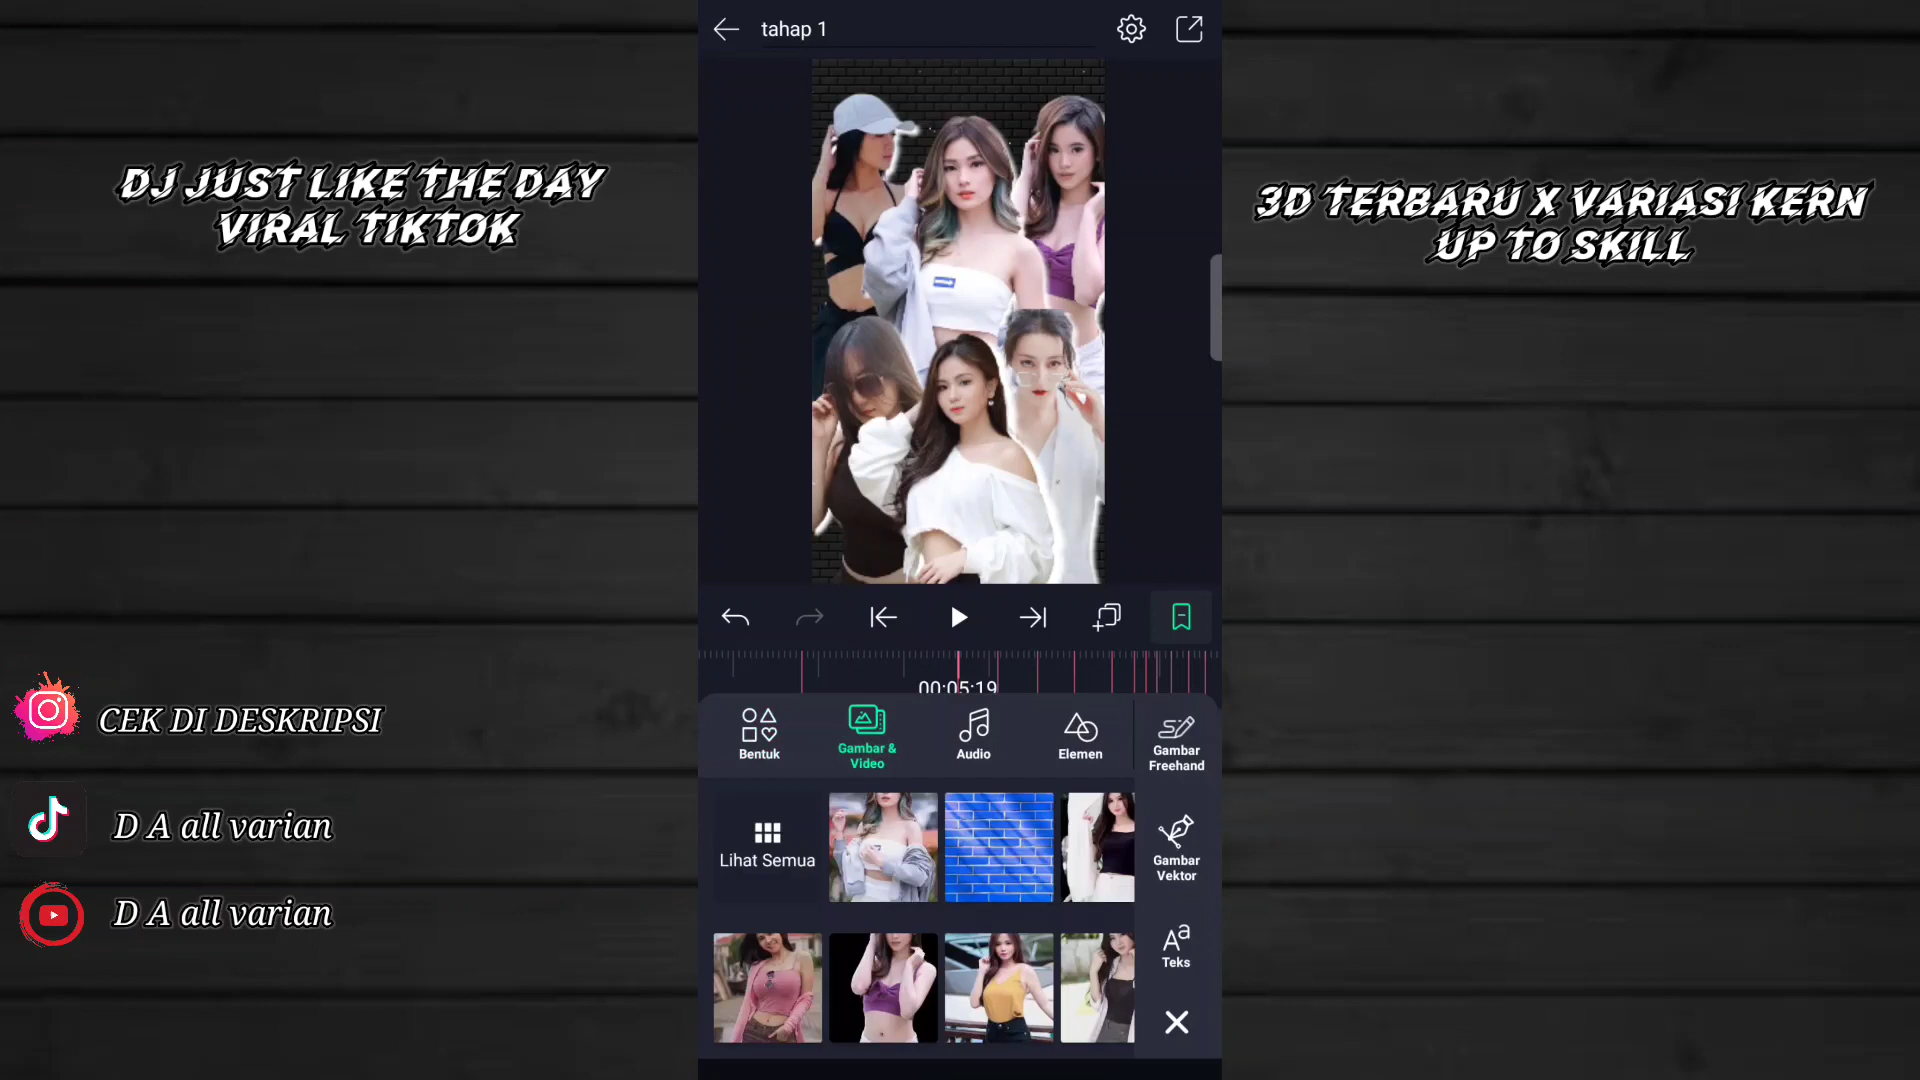 tahap 1
DJ JUST LIKE THE DAY
VIRAL TIKTOK
3D TERBARU X VARIASI KERN
UP TO SKILL
00:05:19
Bentuk
Gambar &
Video
Audio
Elemen
Gambar
Freehand
Lihat Semua
Gambar
Vektor
Aa
Teks
CEK DI DESKRIPSI
D A all varian
D A all varian